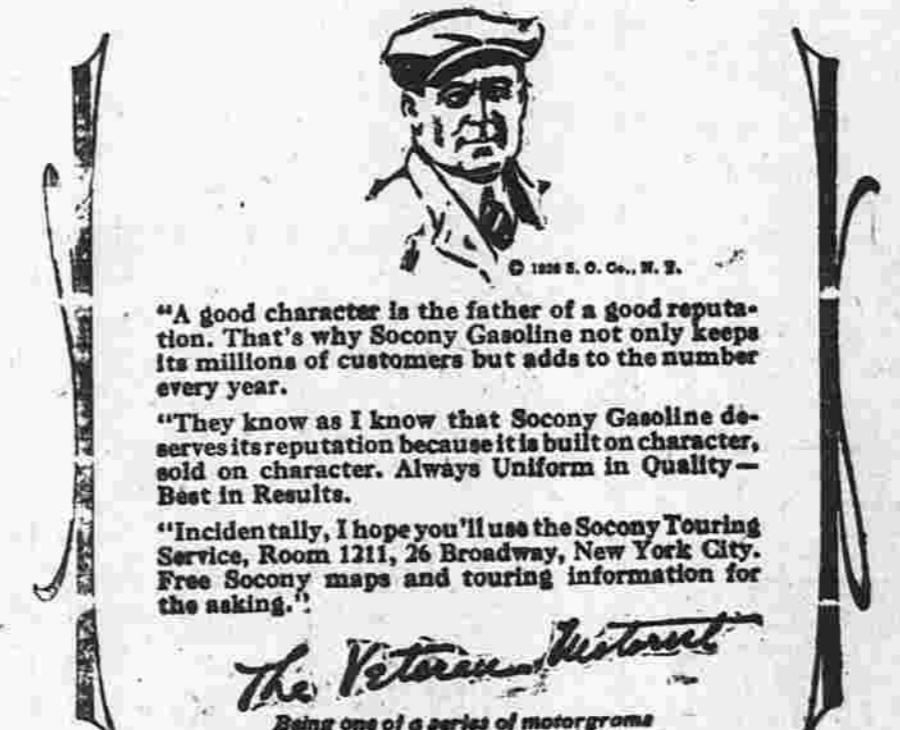 © 1926 S. O. Co., N. Y.
“A good character is the father of a good reputa-
tion. That's why Socony Gasoline not only keeps
its millions of customers but adds to the number
every year.
“They know as I know that Socony Gasoline de-
serves its reputation because it is built on character,
sold on character. Always Uniform in Quality—
Best in Results.
“Incidentally, I hope you'll use the Socony Touring
Service, Room 1211, 26 Broadway, New York City.
Free Socony maps and touring information for
the asking.”
The Veteran Motorist
Being one of a series of motorgrams